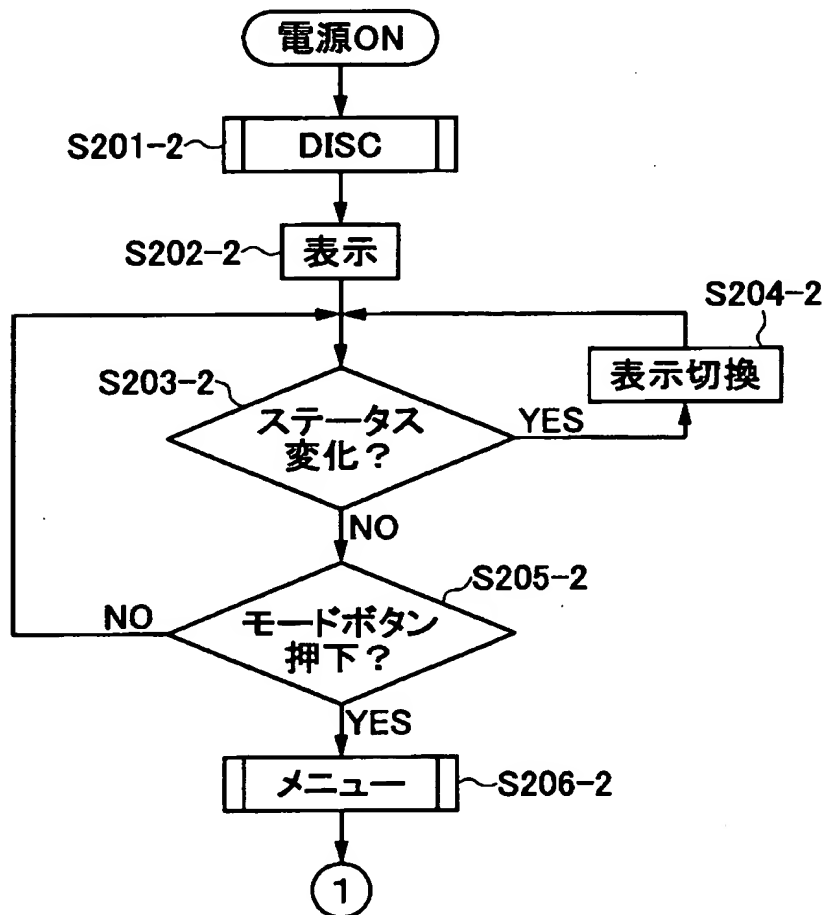 電源ON
S201-2
DISC
S202-2
表示
S204-2
表示切換
S203-2
ステータス
変化？
YES
NO
S205-2
NO
モードボタン
押下？
YES
メニュー
S206-2
1